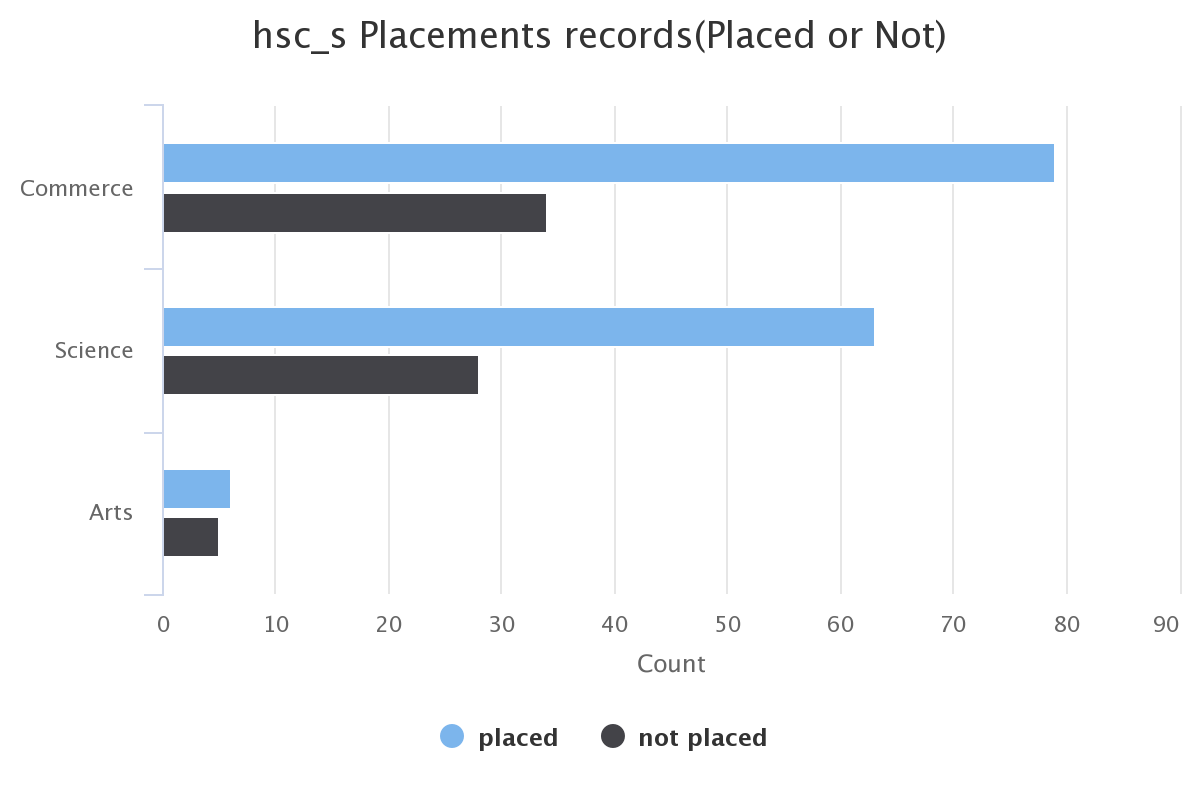 hsc_s Placements records(Placed or Not)
Commerce
Science
Arts
0 10 20 30 40 50 60 70 80 90
Count
placed not placed